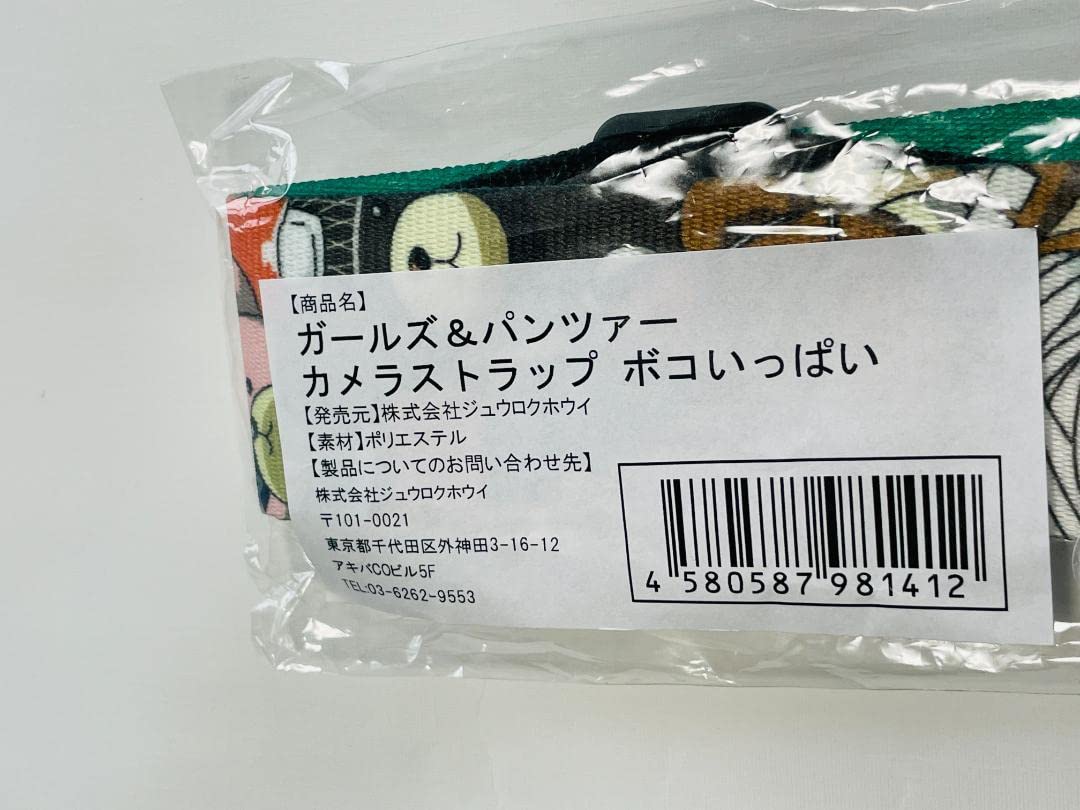 【商品名】
ガールズ＆パンツァー
カメラストラップ ボコいっぱい
【発売元】株式会社ジュウロクホウイ
【素材】ポリエステル
【製品についてのお問い合わせ先】
株式会社ジュウロクホウイ
〒101-0021
東京都千代田区外神田3-16-12
アキバCOビル5F
TEL:03-6262-9553
4 580587 981412